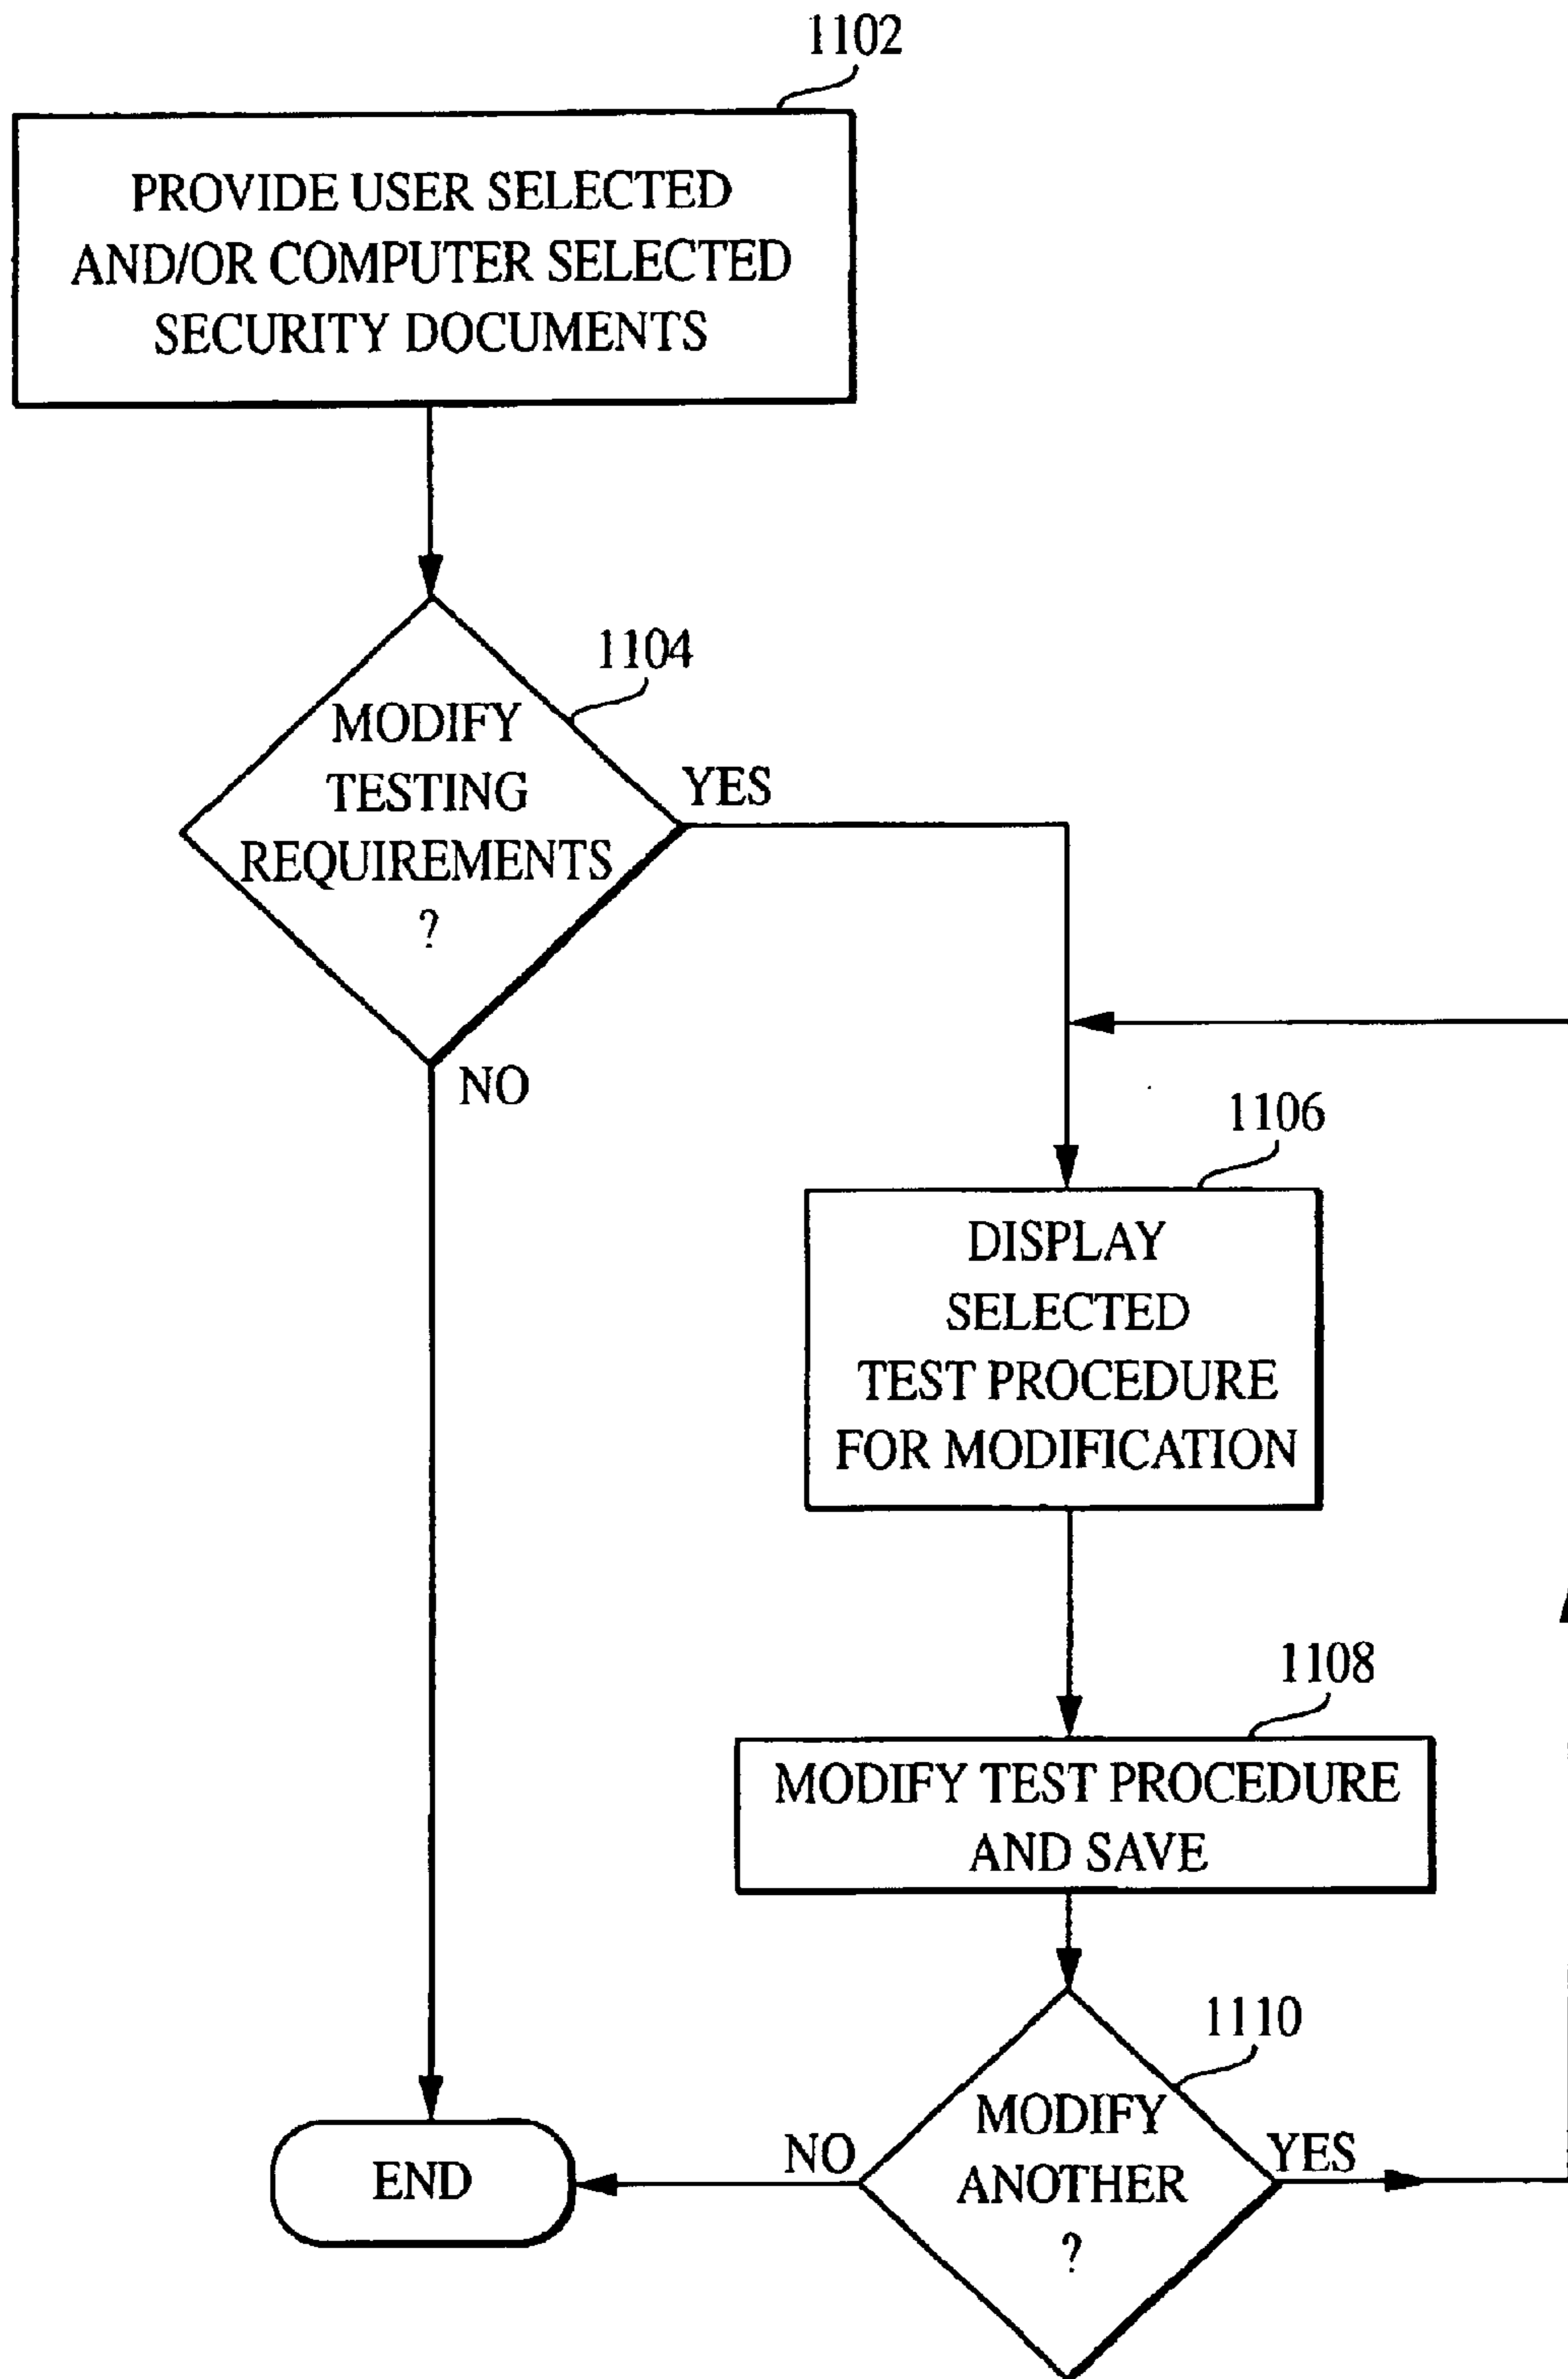 1102
PROVIDE USER SELECTED
AND/OR COMPUTER SELECTED
SECURITY DOCUMENTS
1104
MODIFY
TESTING
REQUIREMENTS
?
YES
NO
1106
DISPLAY
SELECTED
TEST PROCEDURE
FOR MODIFICATION
1108
MODIFY TEST PROCEDURE
AND SAVE
1110
MODIFY
ANOTHER
?
NO
YES
END